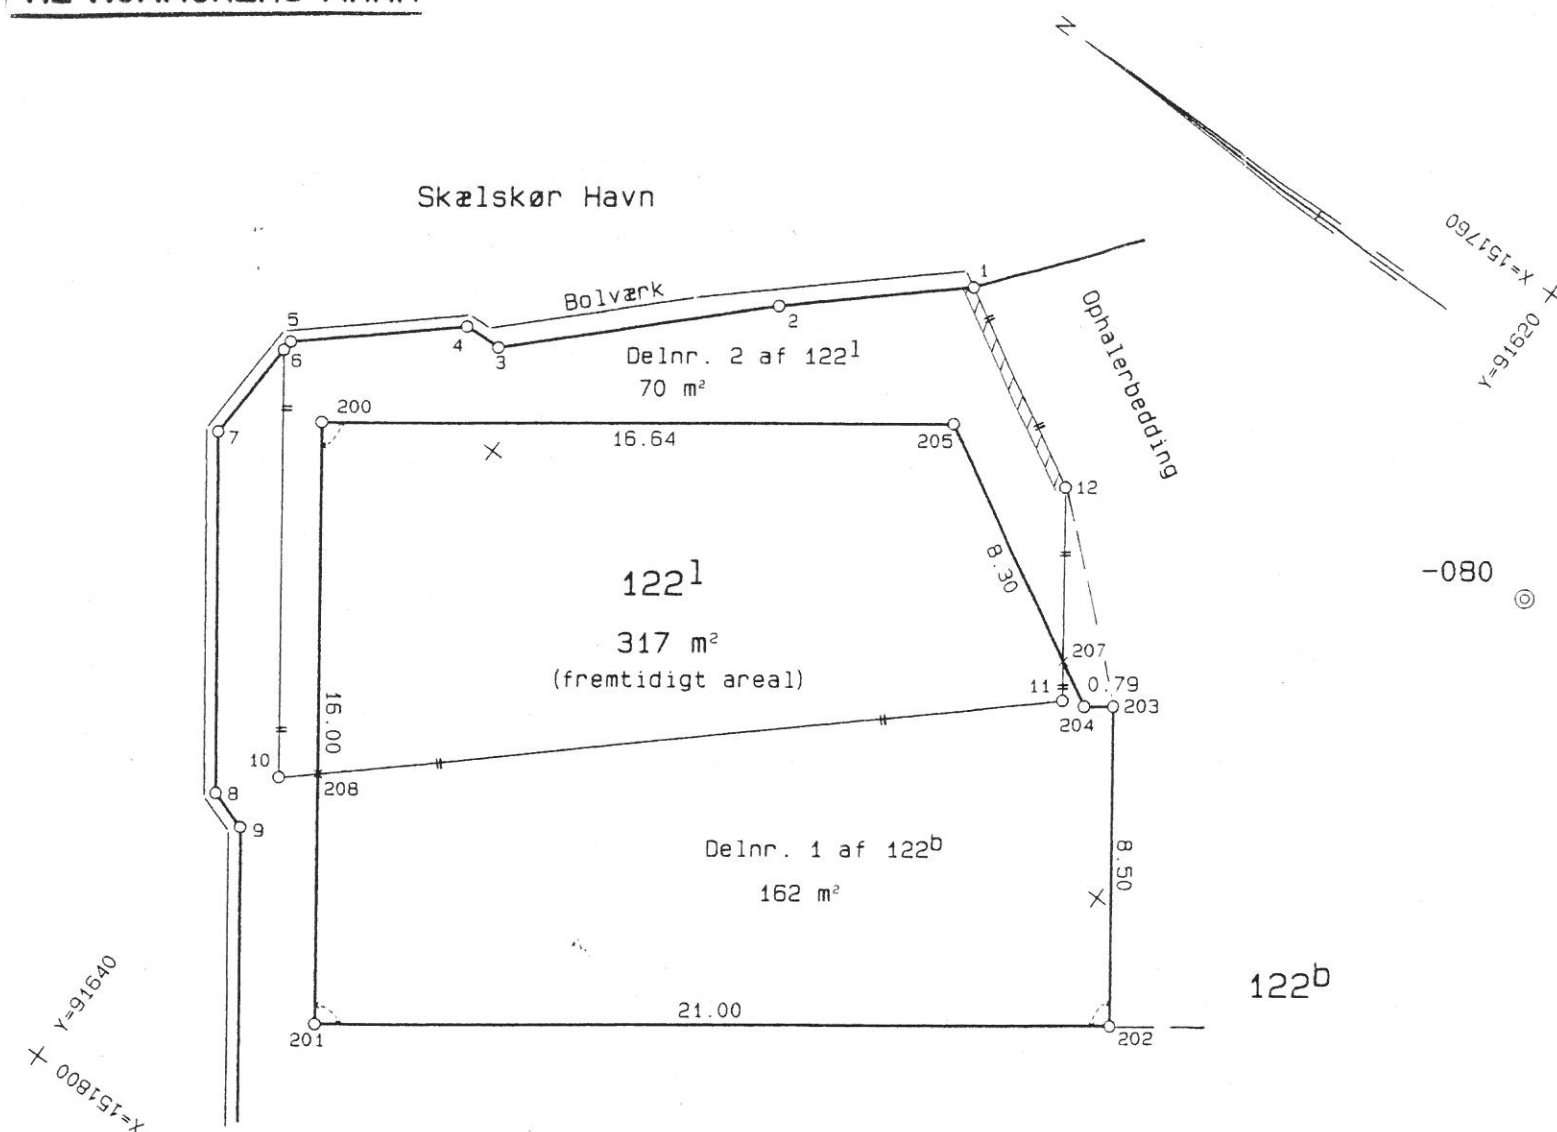 N
X=151760
Y=91620
Skælskør Havn
1
Bolværk
2
Ophalerbedding
5
4
6
3
Delnr. 2 af 122l
70 m²
200
7
16.64
205
12
8.30
122l
317 m²
(fremtidigt areal)
-080
207
11
0.79
204
203
16.00
10
208
8
9
Delnr. 1 af 122b
162 m²
8.50
Y=91640
X=151800
21.00
201
202
122b